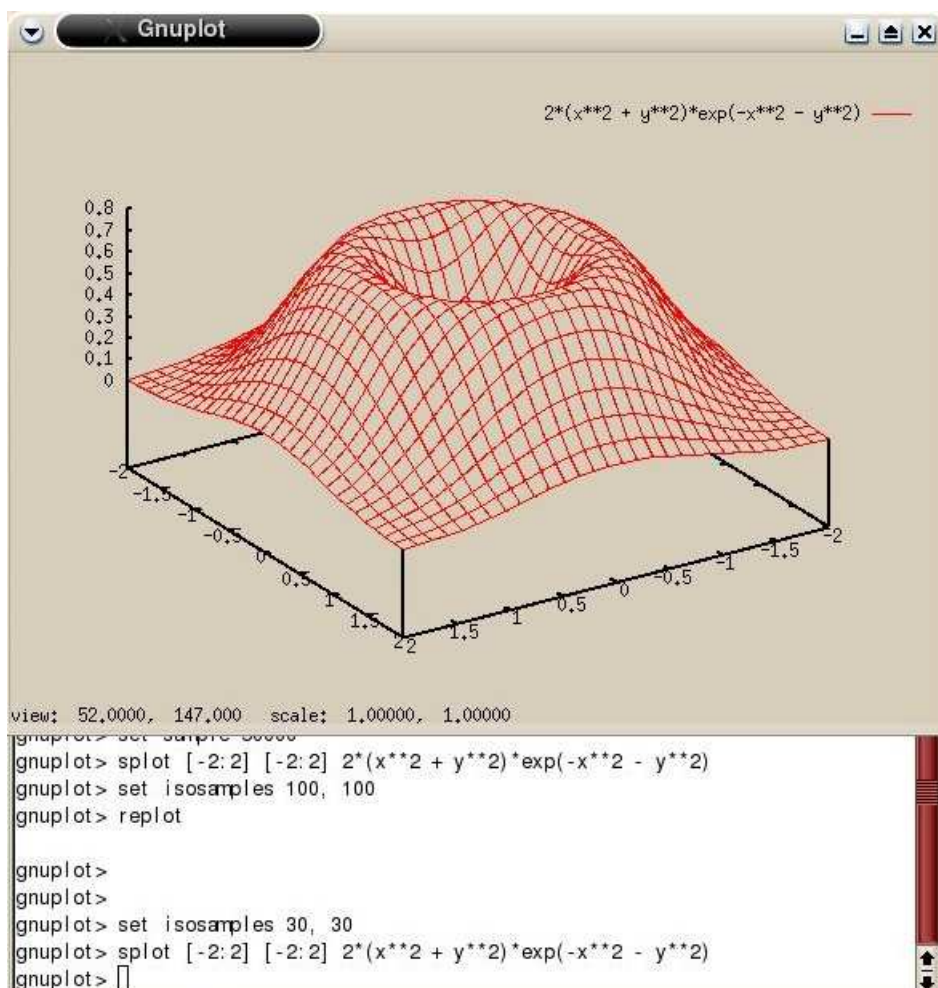 Gnuplot
2*(x**2 + y**2)*exp(-x**2 - y**2)
0.8
0.7
0.6
0.5
0.4
0.3
0.2
0.1
0
-2
-1.5
-1
-0.5
0
0.5
1
1.5
2
2
1.5
1
0.5
0
-0.5
-1
-1.5
-2
view: 52.0000, 147.000 scale: 1.00000, 1.00000
gnuplot> set sample 50000
gnuplot> splot [-2:2] [-2:2] 2*(x**2 + y**2)*exp(-x**2 - y**2)
gnuplot> set isosamples 100, 100
gnuplot> replot
gnuplot>
gnuplot>
gnuplot> set isosamples 30, 30
gnuplot> splot [-2:2] [-2:2] 2*(x**2 + y**2)*exp(-x**2 - y**2)
gnuplot>